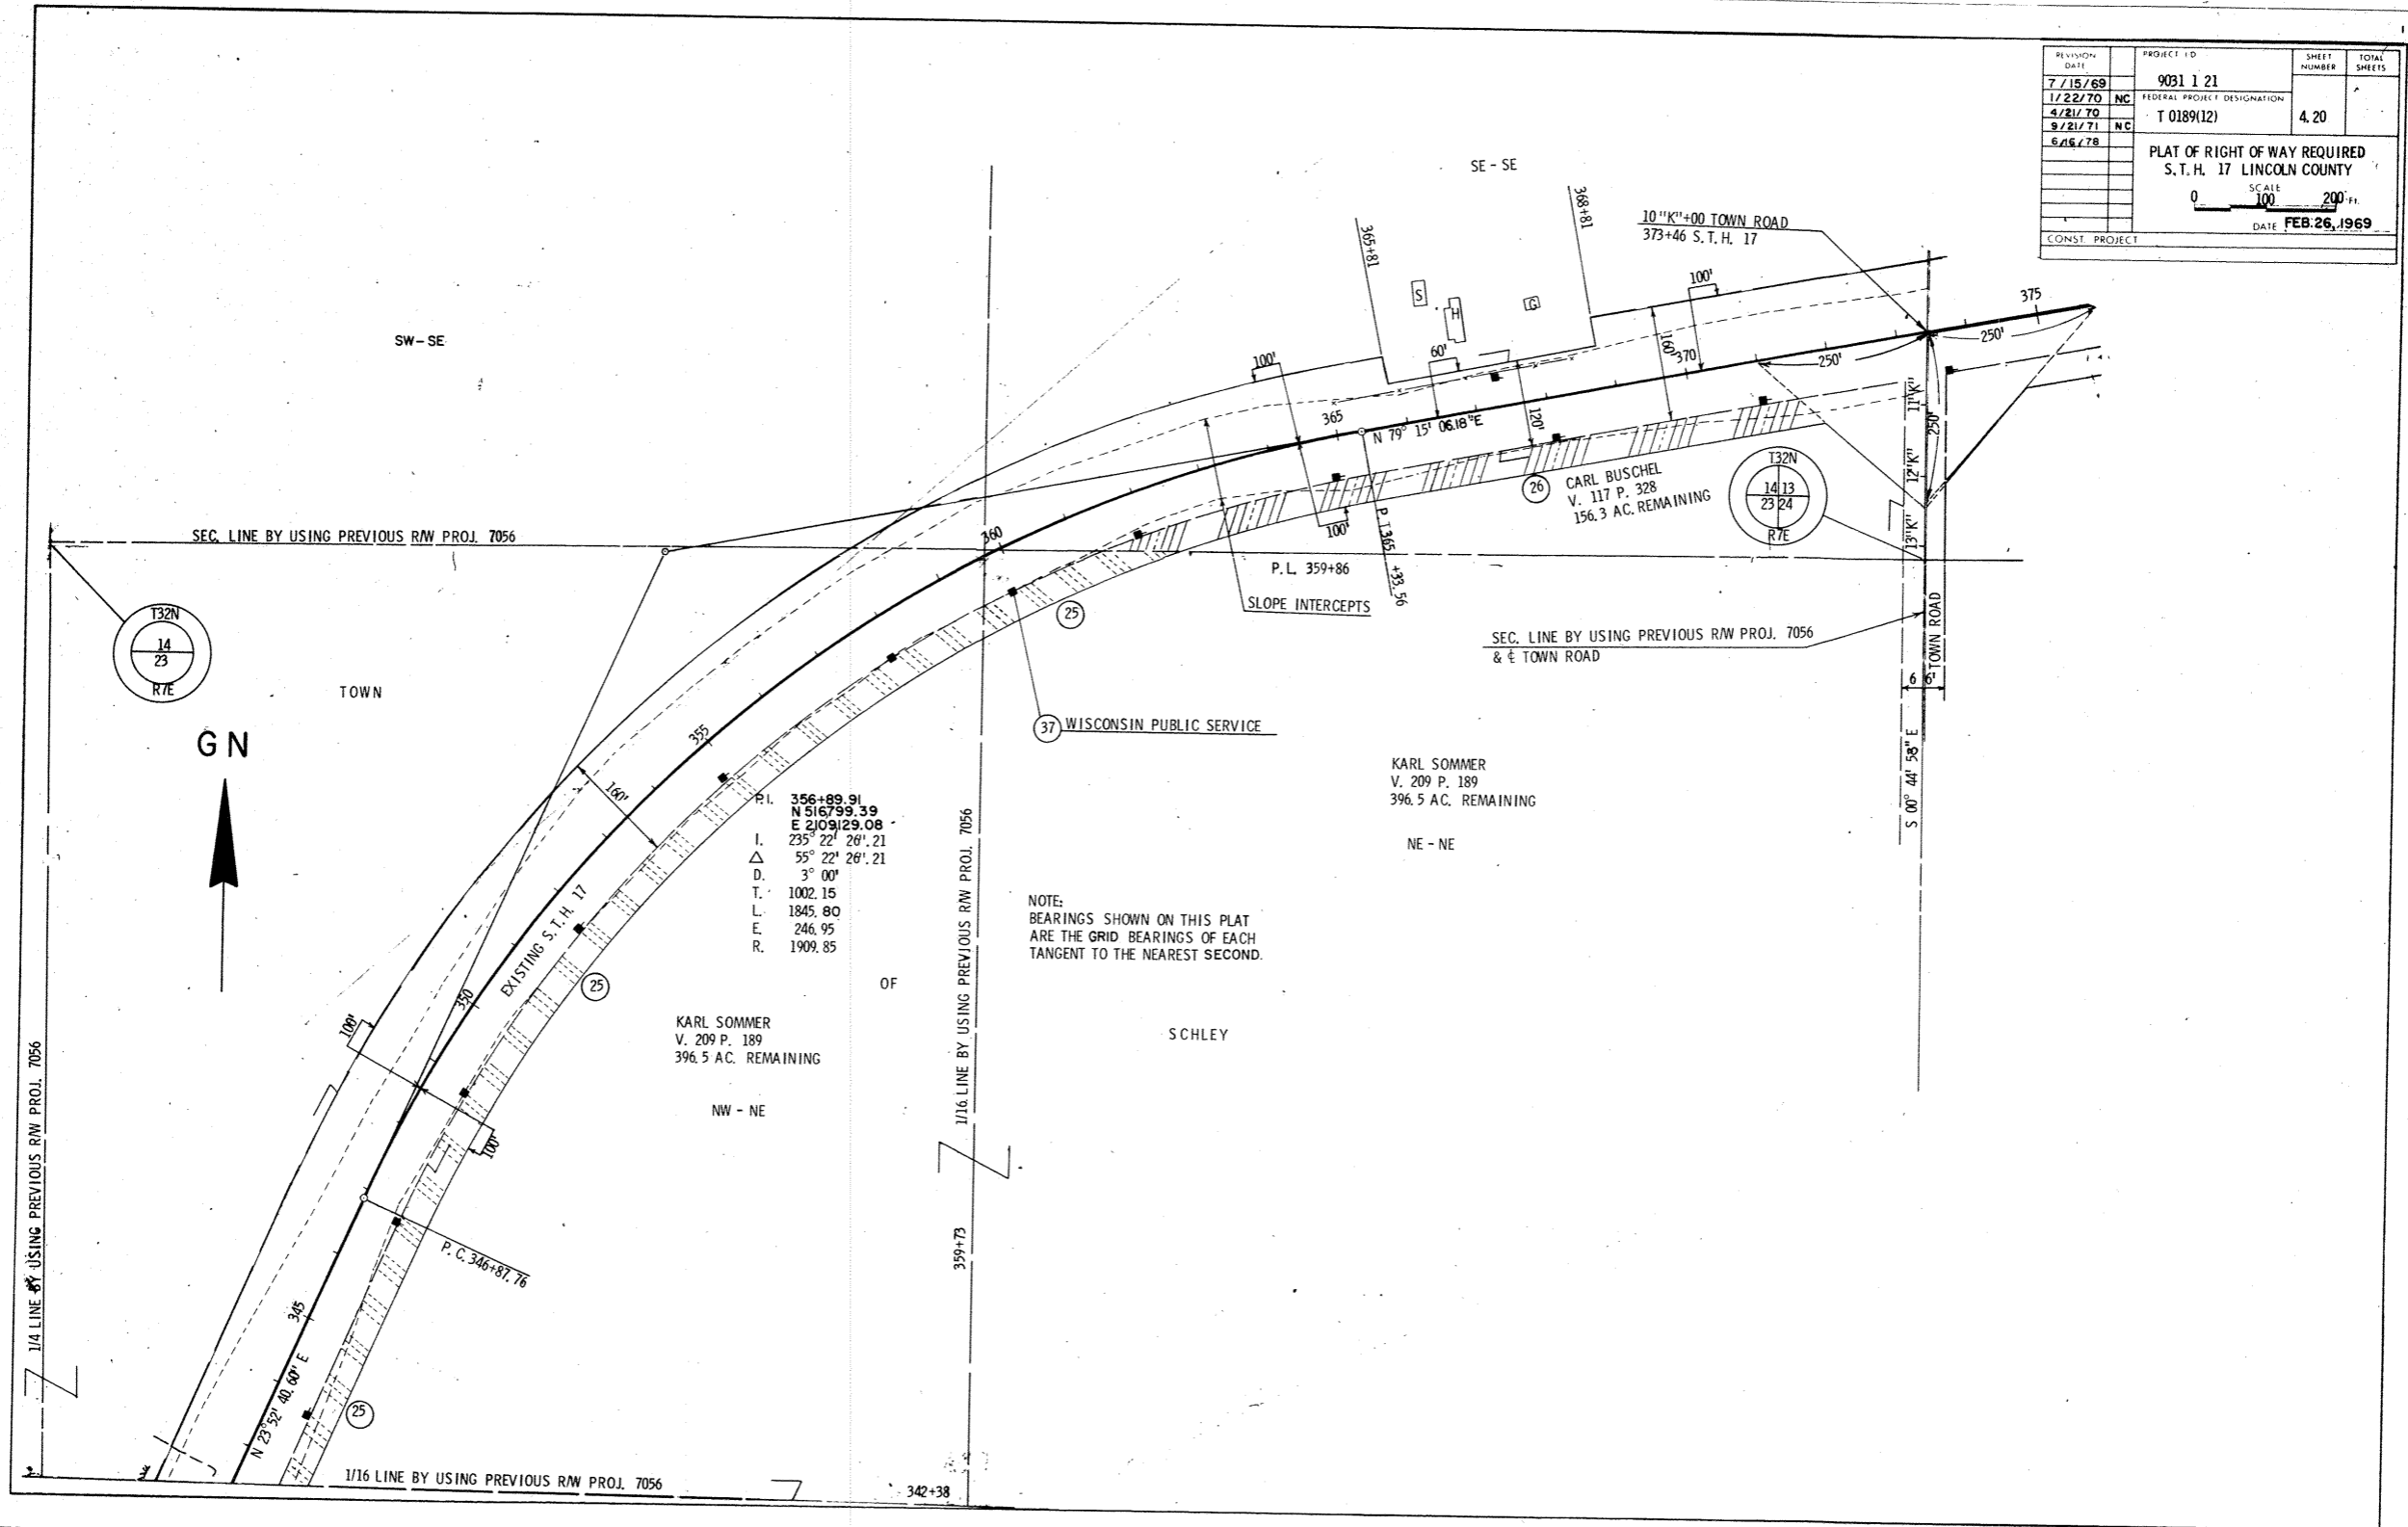 REVISION DATE
PROJECT I D
SHEET NUMBER
TOTAL SHEETS
7/15/69
9031 1 21
1/22/70 NC
FEDERAL PROJECT DESIGNATION
4/21/70
T 0189(12)
4.20
9/21/71 NC
6/16/78
PLAT OF RIGHT OF WAY REQUIRED
S.T.H. 17 LINCOLN COUNTY
SCALE
0 100 200 FT.
DATE FEB.26,1969
CONST. PROJECT
SE - SE
SW - SE
365+81
368+81
10"K"+00 TOWN ROAD
373+46 S.T.H. 17
S
H
G
100'
60'
100'
160'
370
375
250'
250'
250'
100'
365
N 79° 15' 06.18" E
120'
11"K"
12"K"
13"K"
26
CARL BUSCHEL
V. 117 P. 328
156.3 AC. REMAINING
T32N
14 13
23 24
R7E
SEC. LINE BY USING PREVIOUS R/W PROJ. 7056
360
100'
P.T. 365+33.56
P.L. 359+86
SLOPE INTERCEPTS
25
T32N
14
23
R7E
TOWN
GN
SEC. LINE BY USING PREVIOUS R/W PROJ. 7056
& ℄ TOWN ROAD
TOWN ROAD
6 6'
S 00° 44' 58" E
37 WISCONSIN PUBLIC SERVICE
355
160'
P.I. 356+89.91
N 516799.39
E 2109129.08
I. 235° 22' 26".21
△ 55° 22' 26".21
D. 3° 00'
T. 1002.15
L. 1845.80
E. 246.95
R. 1909.85
KARL SOMMER
V. 209 P. 189
396.5 AC. REMAINING
NE - NE
NOTE:
BEARINGS SHOWN ON THIS PLAT
ARE THE GRID BEARINGS OF EACH
TANGENT TO THE NEAREST SECOND.
EXISTING S.T.H. 17
350
25
OF
SCHLEY
100'
100'
KARL SOMMER
V. 209 P. 189
396.5 AC. REMAINING
NW - NE
1/16 LINE BY USING PREVIOUS R/W PROJ. 7056
359+73
1/4 LINE BY USING PREVIOUS R/W PROJ. 7056
P.C. 346+87.76
345
N 23° 52' 40.60" E
25
1/16 LINE BY USING PREVIOUS R/W PROJ. 7056
342+38